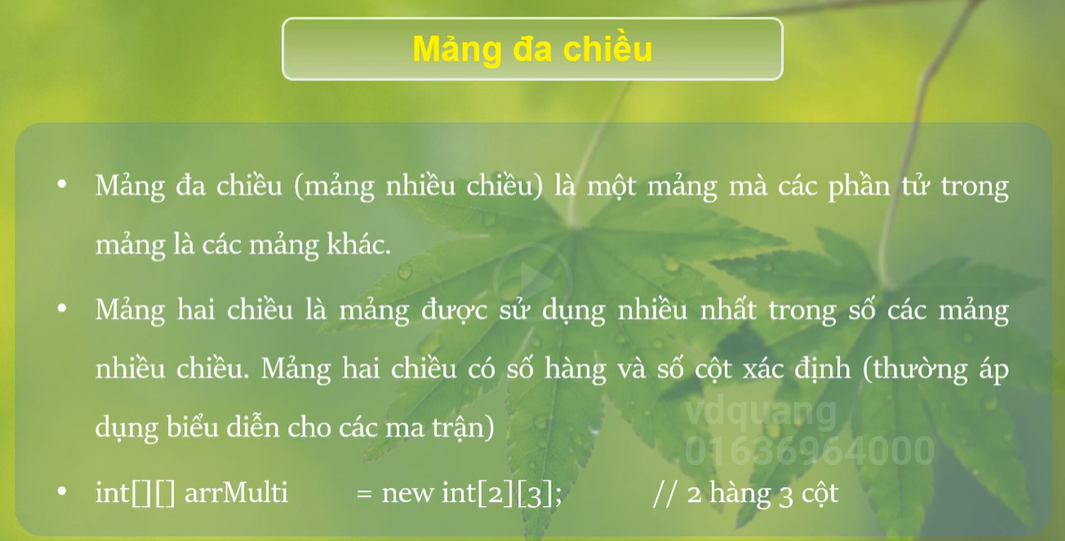 Mảng đa chiều
• Mảng đa chiều (mảng nhiều chiều) là một mảng mà các phần tử trong
mảng là các mảng khác.
• Mảng hai chiều là mảng được sử dụng nhiều nhất trong số các mảng
nhiều chiều. Mảng hai chiều có số hàng và số cột xác định (thường áp
dụng biểu diễn cho các ma trận)
vdquang
01636964000
• int[][] arrMulti = new int[2][3]; // 2 hàng 3 cột